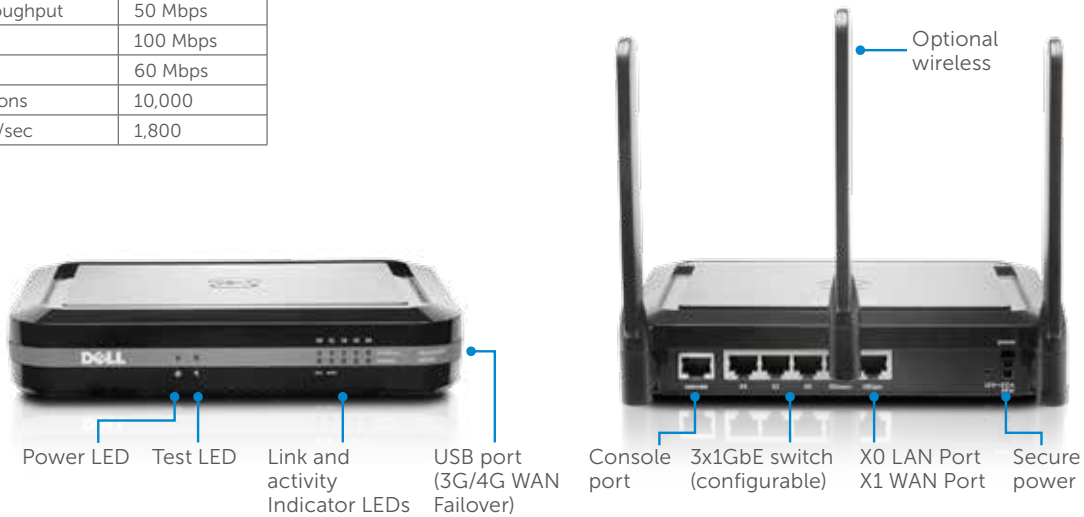 oughput 50 Mbps
100 Mbps
60 Mbps
ons 10,000
/sec 1,800
Optional
wireless
DELL
Power LED
Test LED
Link and
activity
Indicator LEDs
USB port
(3G/4G WAN
Failover)
Console
port
3x1GbE switch
(configurable)
X0 LAN Port
X1 WAN Port
Secure
power